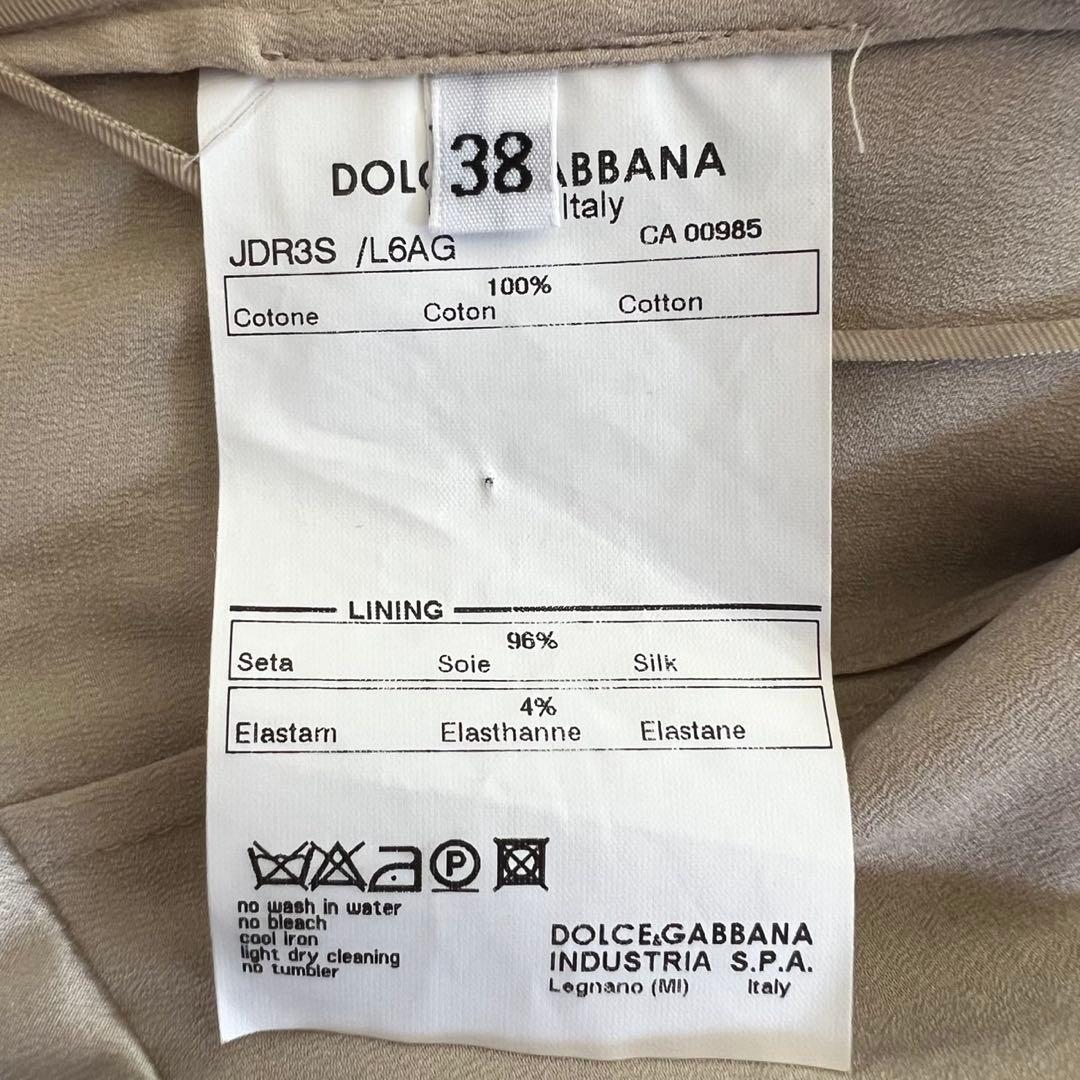 38
DOLC ABBANA
Italy
JDR3S /L6AG CA 00985
100%
Cotone Coton Cotton
LINING
96%
Seta Soie Silk
4%
Elastam Elasthanne Elastane
P
no wash in water
no bleach
cool iron
light dry cleaning
no tumbler
DOLCE&GABBANA
INDUSTRIA S.P.A.
Legnano (MI) Italy